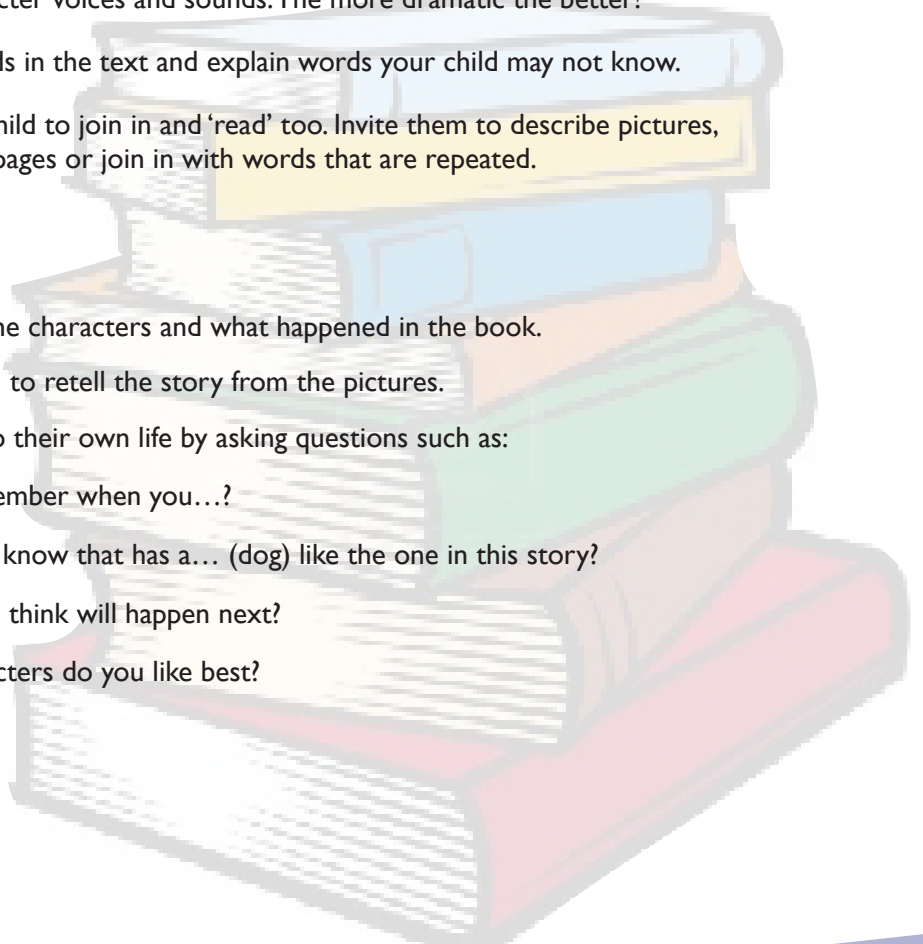 cter voices and sounds. The more dramatic the better!
ls in the text and explain words your child may not know.
hild to join in and ‘read’ too. Invite them to describe pictures,
pages or join in with words that are repeated.
he characters and what happened in the book.
to retell the story from the pictures.
o their own life by asking questions such as:
ember when you…?
know that has a… (dog) like the one in this story?
think will happen next?
cters do you like best?